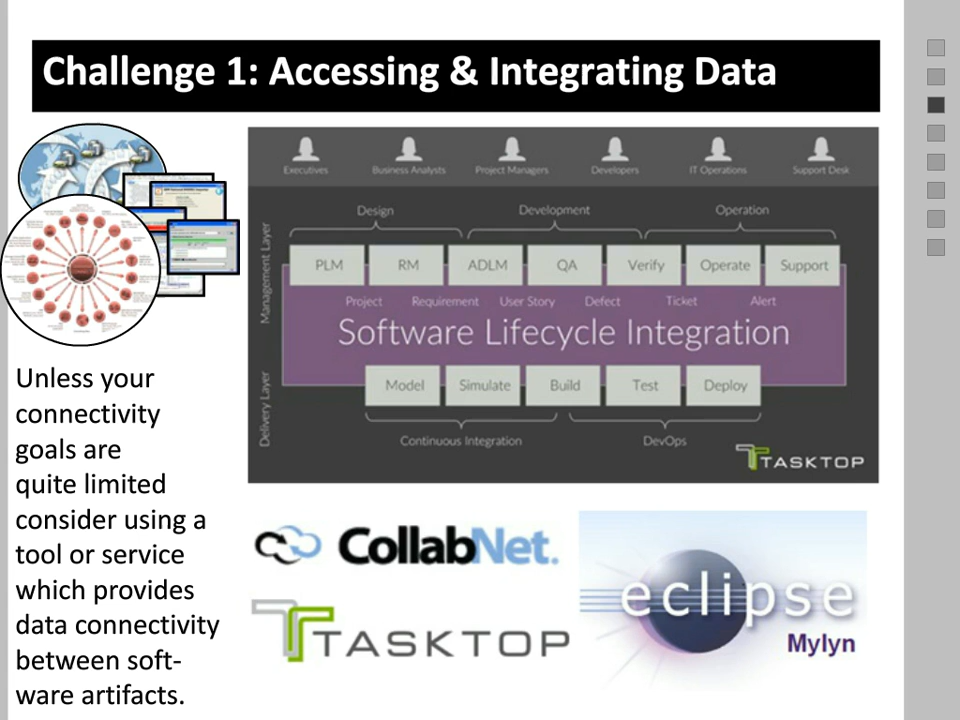 Challenge 1: Accessing & Integrating Data
Executives
Business Analysts
Project Managers
Developers
IT Operations
Support Desk
Management Layer
Design
Development
Operation
PLM
RM
ADLM
QA
Verify
Operate
Support
Project
Requirement
User Story
Defect
Ticket
Alert
Software Lifecycle Integration
Delivery Layer
Model
Simulate
Build
Test
Deploy
Continuous Integration
DevOps
TASKTOP
Unless your
connectivity
goals are
quite limited
consider using a
tool or service
which provides
data connectivity
between soft-
ware artifacts.
CollabNet.
TASKTOP
eclipse
Mylyn